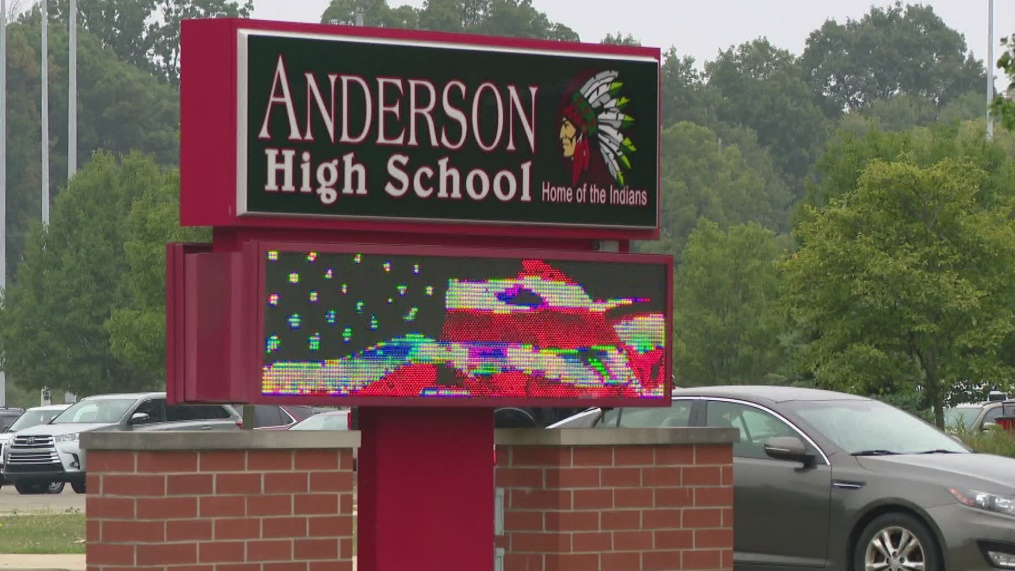 ANDERSON
High School
Home of the Indians